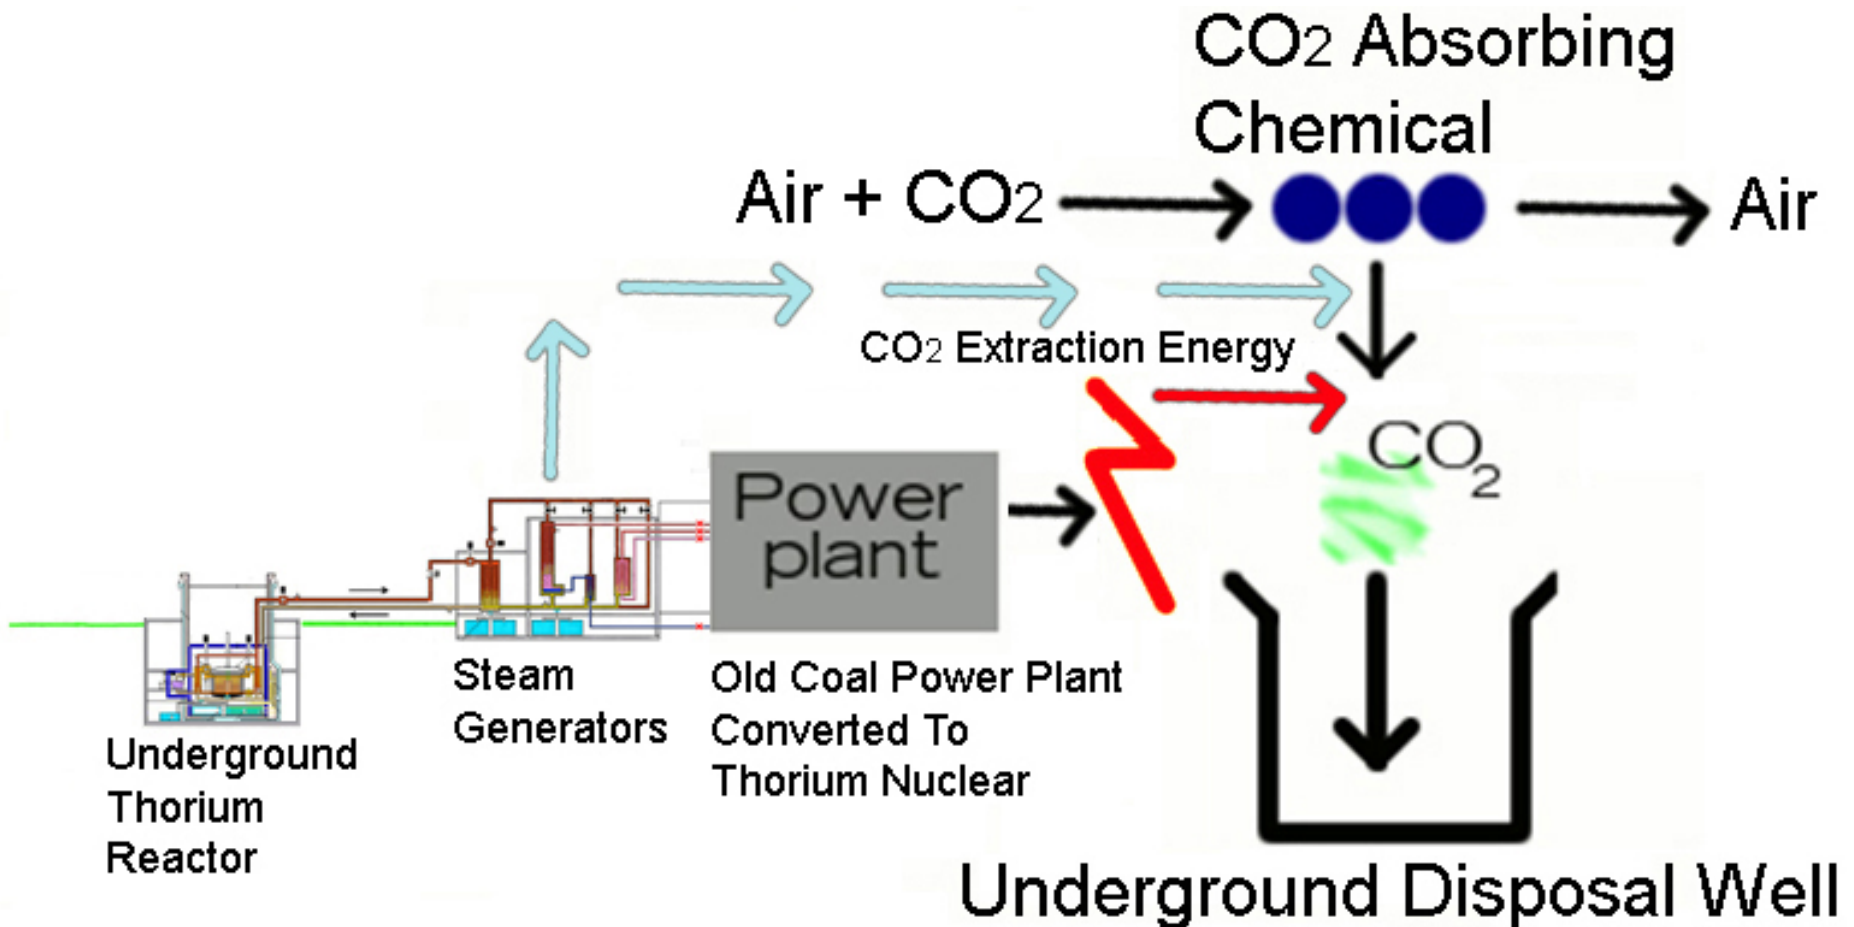 CO2 Absorbing
Chemical
Air + CO2
Air
CO2 Extraction Energy
CO2
Power
plant
Steam
Generators
Old Coal Power Plant
Converted To
Thorium Nuclear
Underground
Thorium
Reactor
Underground Disposal Well